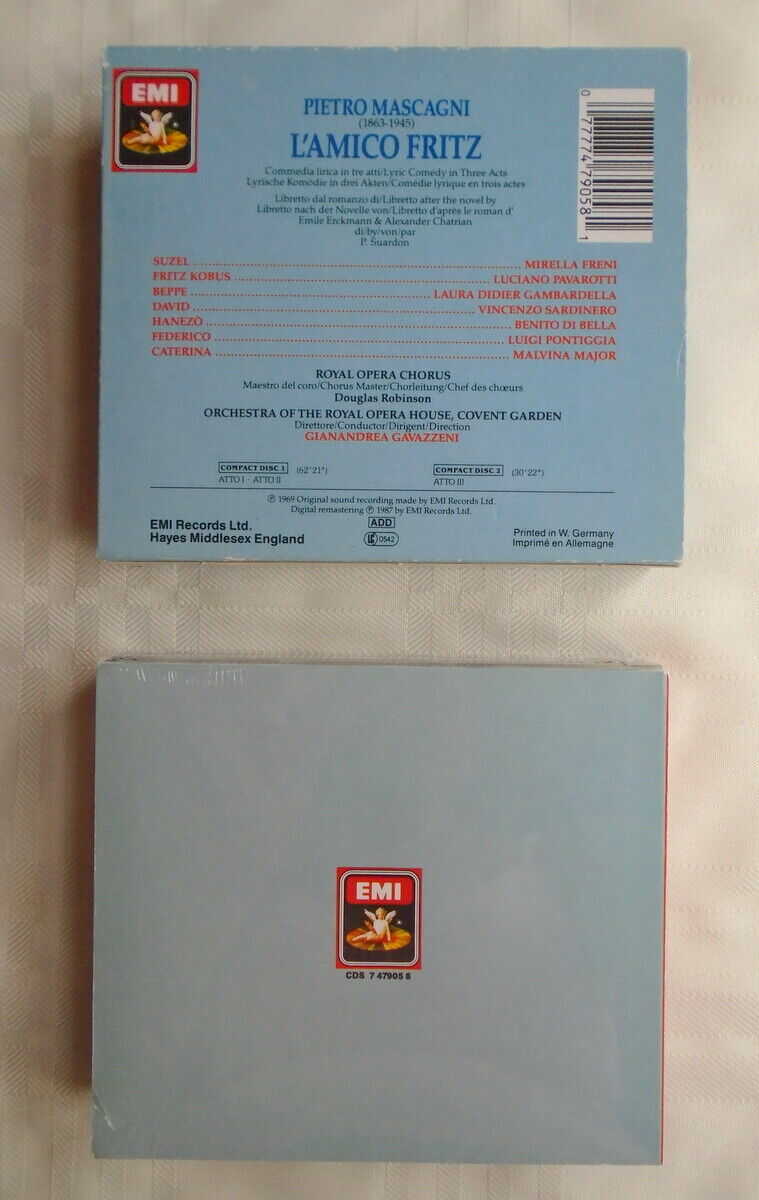 EMI
PIETRO MASCAGNI
(1863-1945)
L'AMICO FRITZ
Commedia lirica in tre atti/Lyric Comedy in Three Acts
Lyrische Komödie in drei Akten/Comédie lyrique en trois actes
Libretto dal romanzo di/Libretto after the novel by
Libretto nach der Novelle von/Libretto d'après le roman d'
Emile Erckmann & Alexander Chatrian
di/by/von/par
P. Suardon
0 77774 79058 1
SUZEL ........ MIRELLA FRENI
FRITZ KOBUS ........ LUCIANO PAVAROTTI
BEPPE ........ LAURA DIDIER GAMBARDELLA
DAVID ........ VINCENZO SARDINERO
HANEZÒ ........ BENITO DI BELLA
FEDERICO ........ LUIGI PONTIGGIA
CATERINA ........ MALVINA MAJOR
ROYAL OPERA CHORUS
Maestro del coro/Chorus Master/Chorleitung/Chef des chœurs
Douglas Robinson
ORCHESTRA OF THE ROYAL OPERA HOUSE, COVENT GARDEN
Direttore/Conductor/Dirigent/Direction
GIANANDREA GAVAZZENI
COMPACT DISC 1 (62'21")
ATTO I · ATTO II
COMPACT DISC 2 (30'22")
ATTO III
℗ 1969 Original sound recording made by EMI Records Ltd.
Digital remastering ℗ 1987 by EMI Records Ltd.
EMI Records Ltd.
Hayes Middlesex England
ADD
LC 0542
Printed in W. Germany
Imprimé en Allemagne
EMI
CDS 7 47905 8